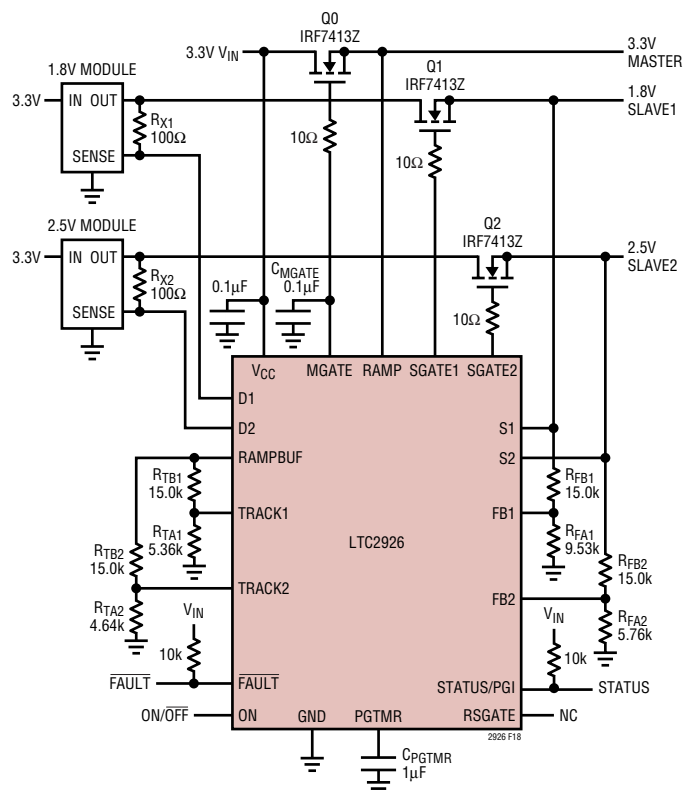 Q0
IRF7413Z
3.3V VIN
3.3V
MASTER
1.8V MODULE
Q1
IRF7413Z
3.3V
IN OUT
1.8V
SLAVE1
RX1
100Ω
10Ω
SENSE
10Ω
2.5V MODULE
Q2
IRF7413Z
3.3V
IN OUT
2.5V
SLAVE2
RX2
100Ω
SENSE
0.1µF
CMGATE
0.1µF
10Ω
VCC
MGATE
RAMP
SGATE1
SGATE2
D1
D2
S1
RAMPBUF
S2
RTB1
15.0k
RFB1
15.0k
TRACK1
FB1
RTA1
5.36k
LTC2926
RFA1
9.53k
RTB2
15.0k
RFB2
15.0k
TRACK2
FB2
RTA2
4.64k
VIN
VIN
RFA2
5.76k
10k
10k
FAULT
FAULT
STATUS/PGI
STATUS
ON/OFF
ON
GND
PGTMR
RSGATE
NC
2926 F18
CPGTMR
1µF